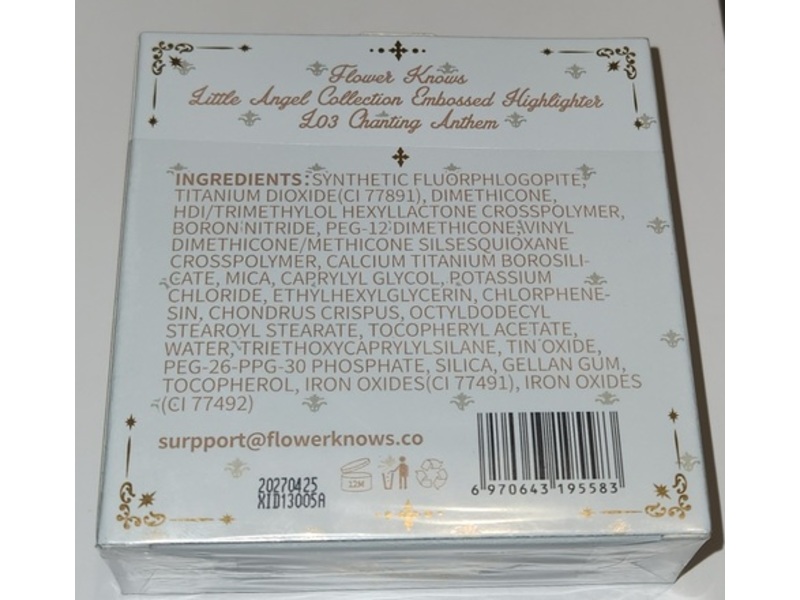 Flower Knows
Little Angel Collection Embossed Highlighter
L03 Chanting Anthem
INGREDIENTS:SYNTHETIC FLUORPHLOGOPITE,
TITANIUM DIOXIDE(CI 77891), DIMETHICONE,
HDI/TRIMETHYLOL HEXYLLACTONE CROSSPOLYMER,
BORON NITRIDE, PEG-12 DIMETHICONE, VINYL
DIMETHICONE/METHICONE SILSESQUIOXANE
CROSSPOLYMER, CALCIUM TITANIUM BOROSILI-
CATE, MICA, CAPRYLYL GLYCOL, POTASSIUM
CHLORIDE, ETHYLHEXYLGLYCERIN, CHLORPHENE-
SIN, CHONDRUS CRISPUS, OCTYLDODECYL
STEAROYL STEARATE, TOCOPHERYL ACETATE,
WATER, TRIETHOXYCAPRYLYLSILANE, TIN OXIDE,
PEG-26-PPG-30 PHOSPHATE, SILICA, GELLAN GUM,
TOCOPHEROL, IRON OXIDES(CI 77491), IRON OXIDES
(CI 77492)
surpport@flowerknows.co
20270425
XID13005A
12M
6 970643 195583